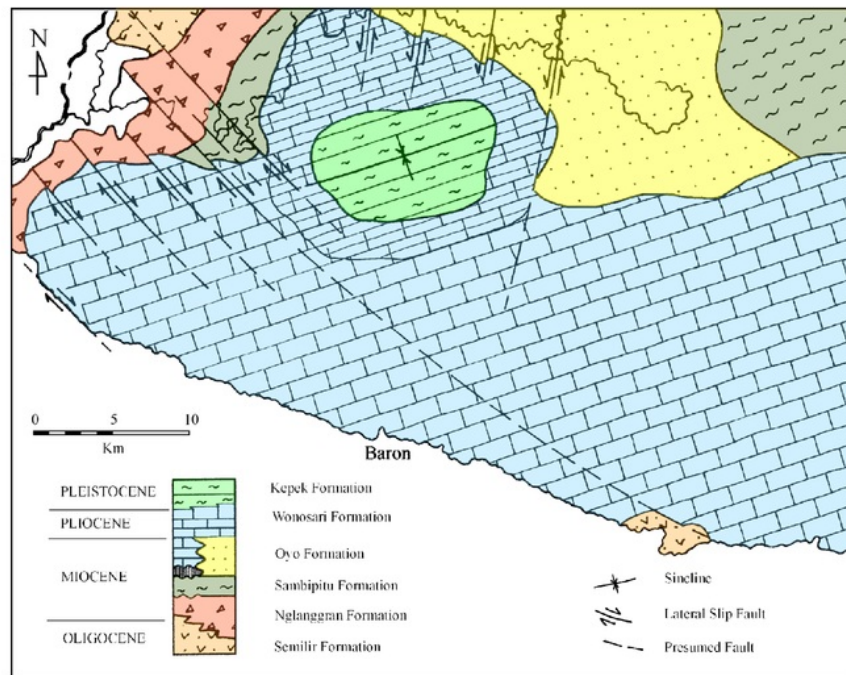 N
0 5 10
Km
Baron
PLEISTOCENE
Kepek Formation
PLIOCENE
Wonosari Formation
MIOCENE
Oyo Formation
Sambipitu Formation
Nglanggran Formation
OLIGOCENE
Semilir Formation
Sincline
Lateral Slip Fault
Presumed Fault